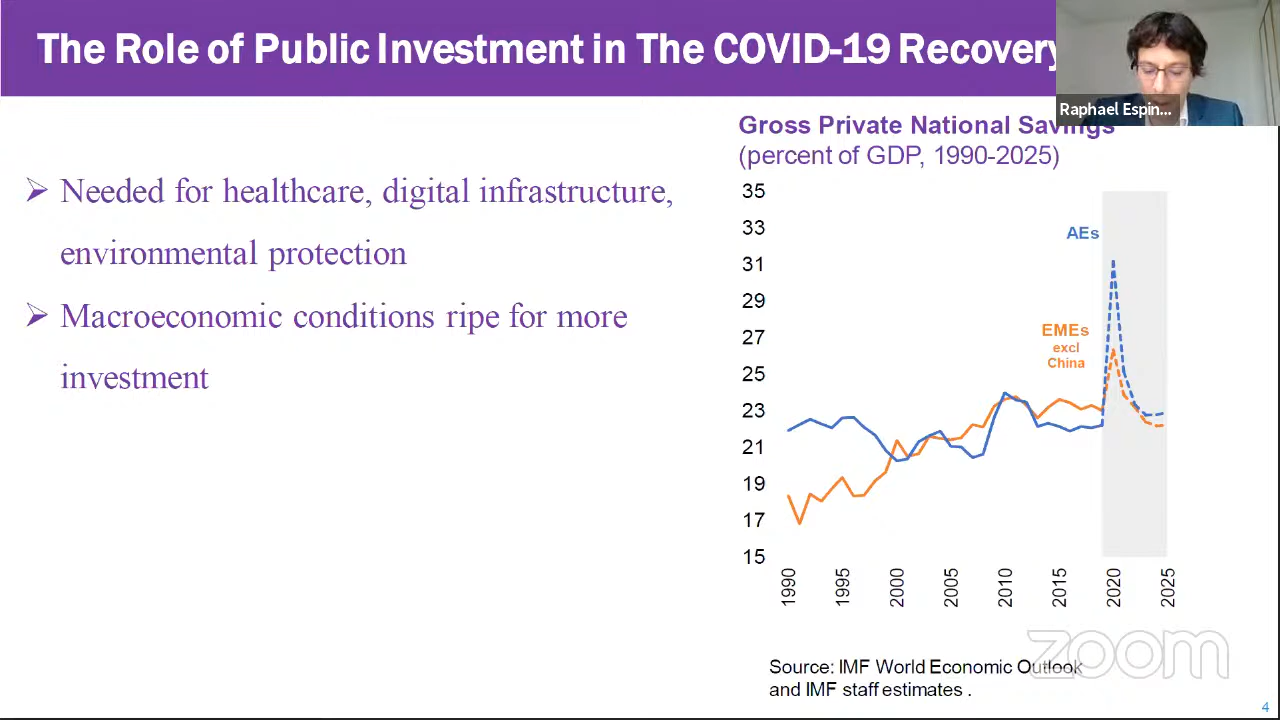 The Role of Public Investment in The COVID-19 Recovery
Raphael Espin...
Gross Private National Savings
(percent of GDP, 1990-2025)
➢ Needed for healthcare, digital infrastructure,
environmental protection
➢ Macroeconomic conditions ripe for more
investment
35
33
31
29
27
25
23
21
19
17
15
AEs
EMEs
excl
China
1990
1995
2000
2005
2010
2015
2020
2025
zoom
Source: IMF World Economic Outlook
and IMF staff estimates .
4